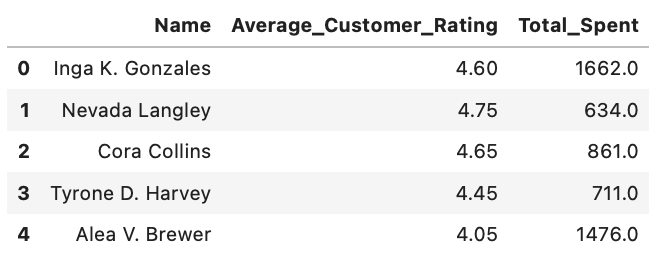 Name Average_Customer_Rating Total_Spent
0 Inga K. Gonzales 4.60 1662.0
1 Nevada Langley 4.75 634.0
2 Cora Collins 4.65 861.0
3 Tyrone D. Harvey 4.45 711.0
4 Alea V. Brewer 4.05 1476.0